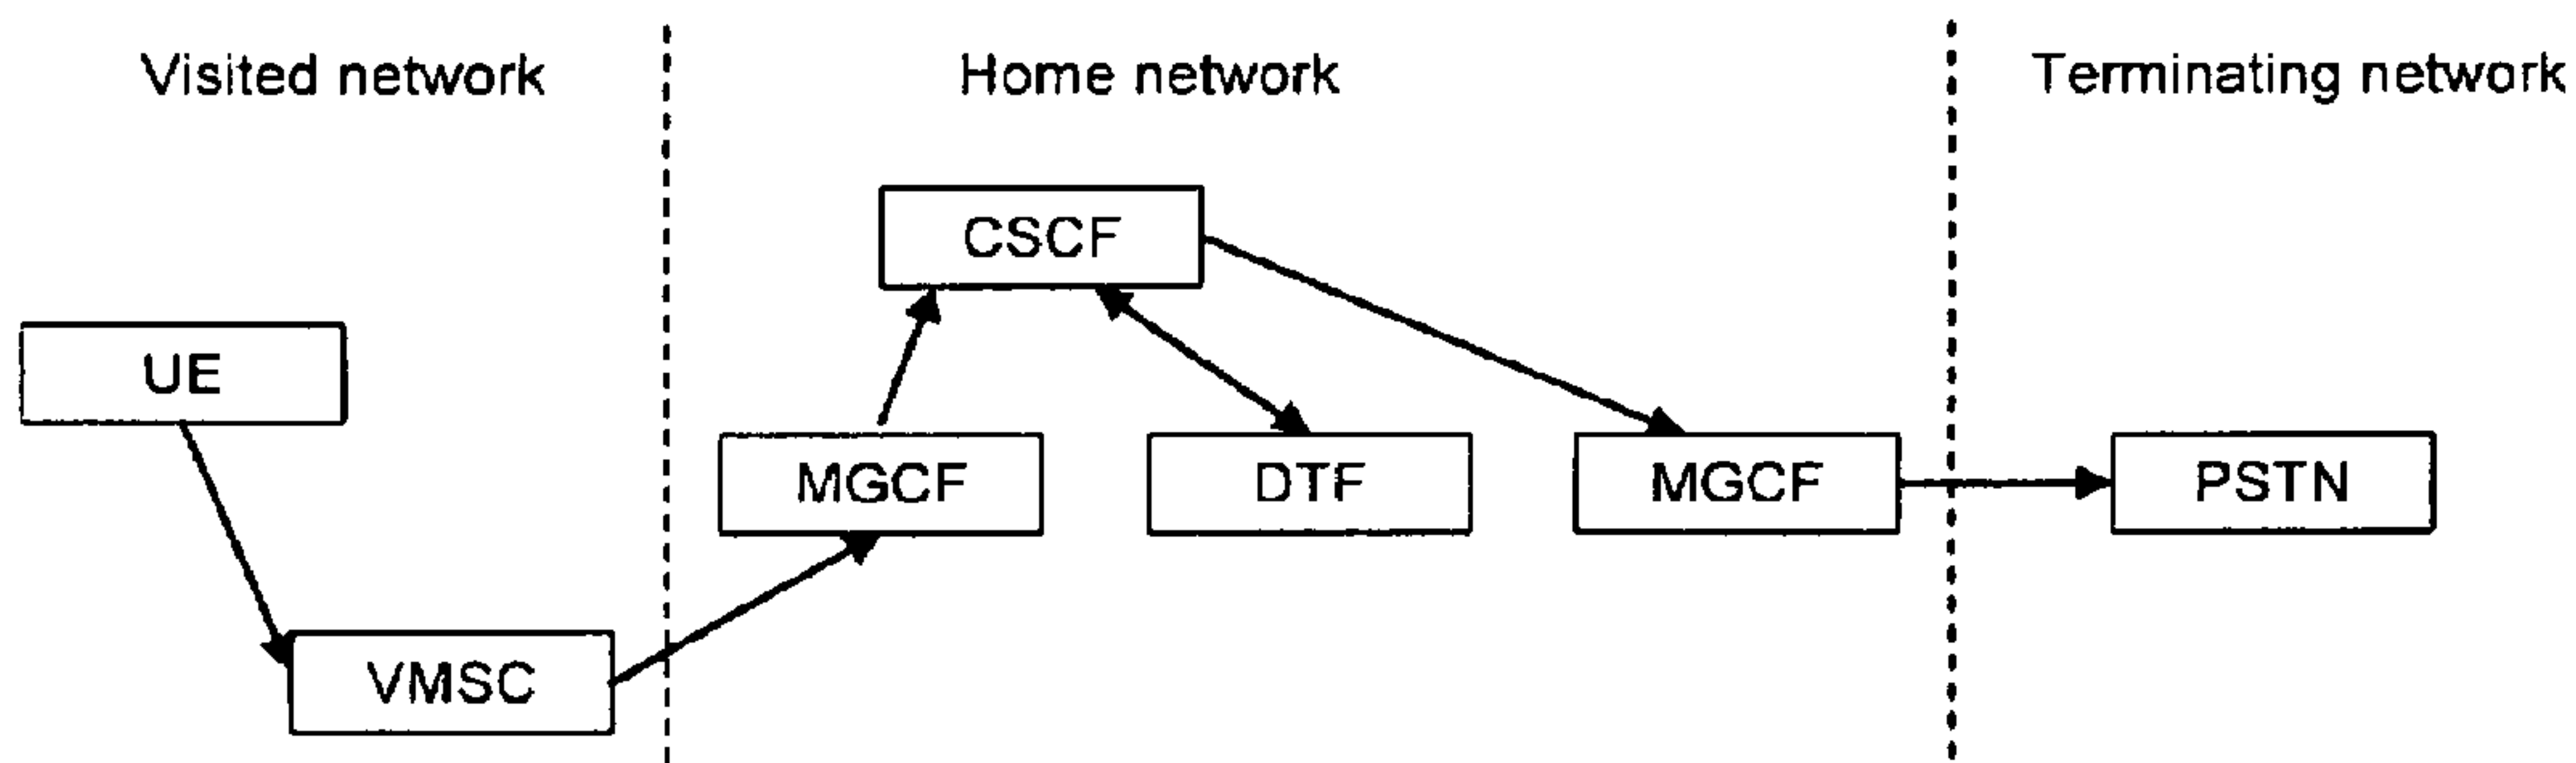 Visited network
Home network
Terminating network
CSCF
UE
MGCF
DTF
MGCF
PSTN
VMSC